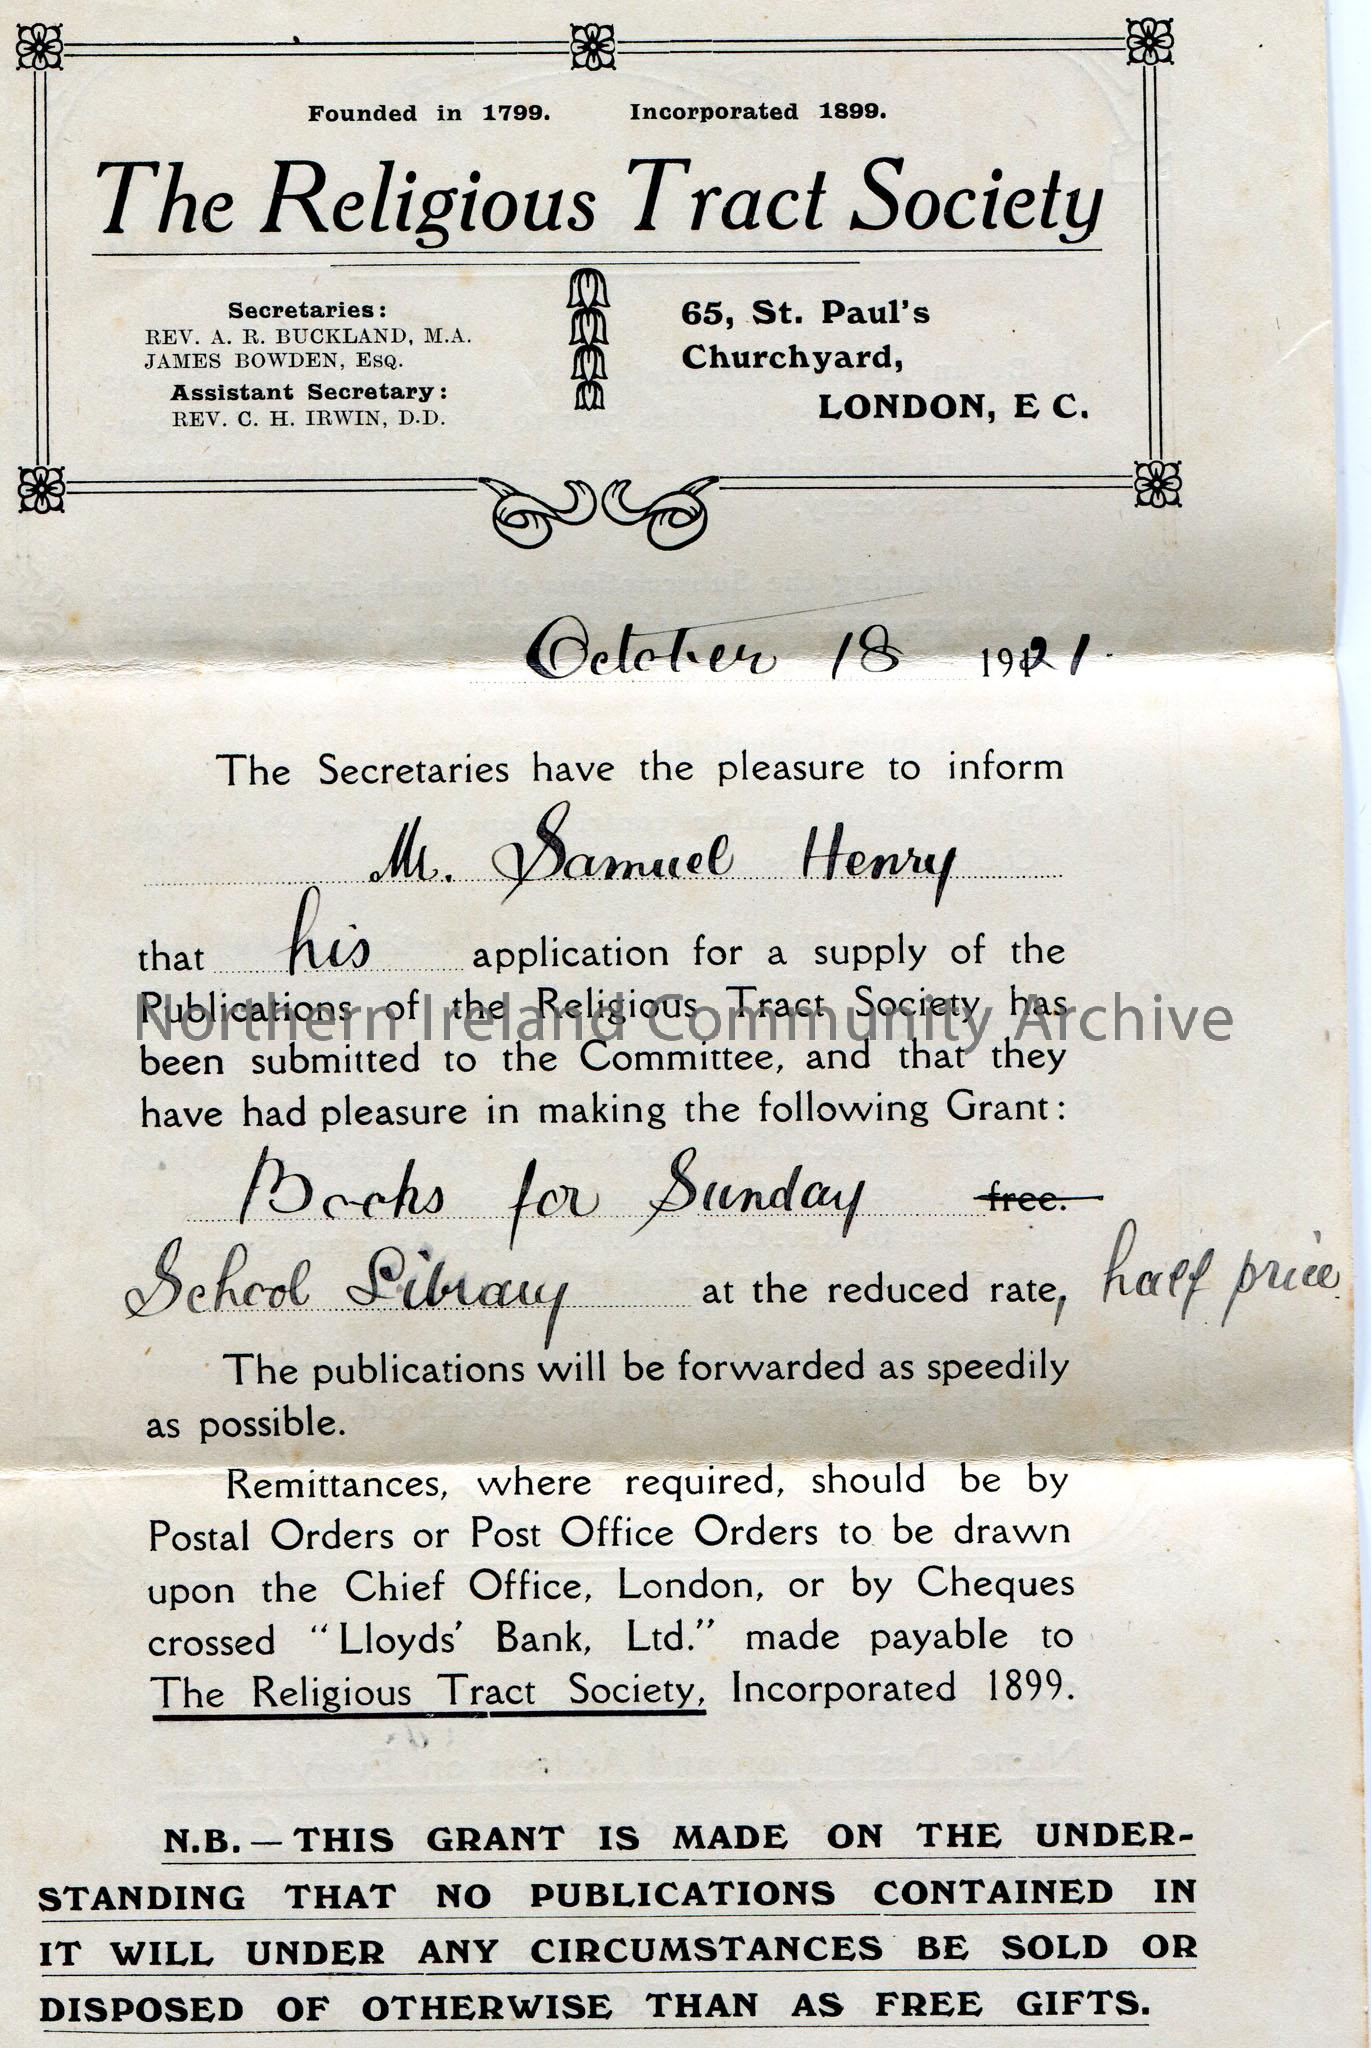 Founded in 1799. Incorporated 1899.
The Religious Tract Society
Secretaries:
REV. A. R. BUCKLAND, M.A.
JAMES BOWDEN, ESQ.
Assistant Secretary:
REV. C. H. IRWIN, D.D.
65, St. Paul's
Churchyard,
LONDON, E C.
October 18 1921.
The Secretaries have the pleasure to inform
Mr. Samuel Henry
that his application for a supply of the
Publications of the Religious Tract Society has
Northern Ireland Community Archive
been submitted to the Committee, and that they
have had pleasure in making the following Grant:
Books for Sunday free.
School Library at the reduced rate, half price.
The publications will be forwarded as speedily
as possible.
Remittances, where required, should be by
Postal Orders or Post Office Orders to be drawn
upon the Chief Office, London, or by Cheques
crossed "Lloyds' Bank, Ltd." made payable to
The Religious Tract Society, Incorporated 1899.
N.B. — THIS GRANT IS MADE ON THE UNDER-
STANDING THAT NO PUBLICATIONS CONTAINED IN
IT WILL UNDER ANY CIRCUMSTANCES BE SOLD OR
DISPOSED OF OTHERWISE THAN AS FREE GIFTS.